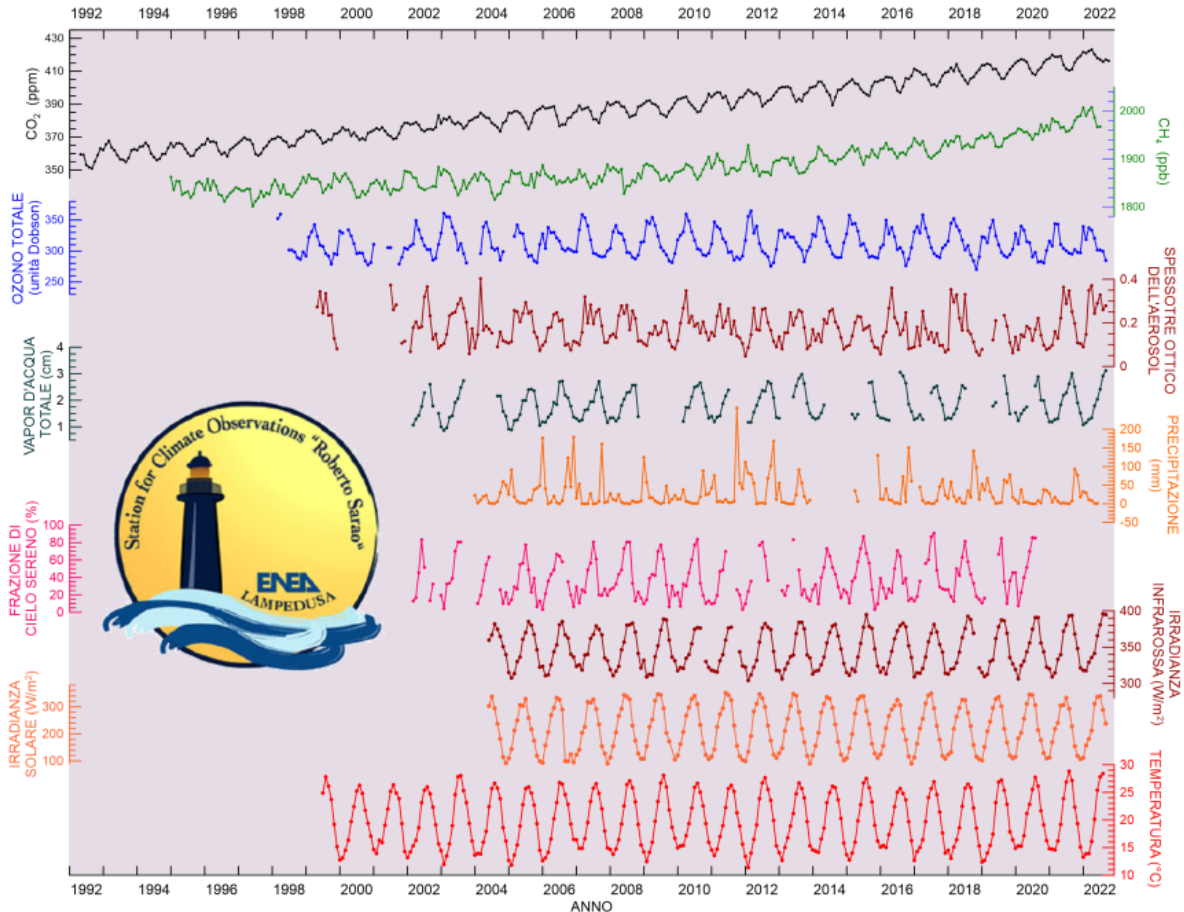 1992 1994 1996 1998 2000 2002 2004 2006 2008 2010 2012 2014 2016 2018 2020 2022
430
410
390
370
350
CO₂ (ppm)
2000
1900
1800
CH₄ (ppb)
OZONO TOTALE
(unità Dobson)
350
300
250
0.4
0.2
0
SPESSOTRE OTTICO
DELL'AEROSOL
VAPOR D'ACQUA
TOTALE (cm)
4
3
2
1
200
150
100
50
0
-50
PRECIPITAZIONE
(mm)
Station for Climate Observations "Roberto Sarao"
ENEA
LAMPEDUSA
FRAZIONE DI
CIELO SERENO (%)
100
80
60
40
20
0
400
350
300
IRRADIANZA
INFRAROSSA (W/m²)
IRRADIANZA
SOLARE (W/m²)
300
200
100
30
25
20
15
10
TEMPERATURA (°C)
1992 1994 1996 1998 2000 2002 2004 2006 2008 2010 2012 2014 2016 2018 2020 2022
ANNO